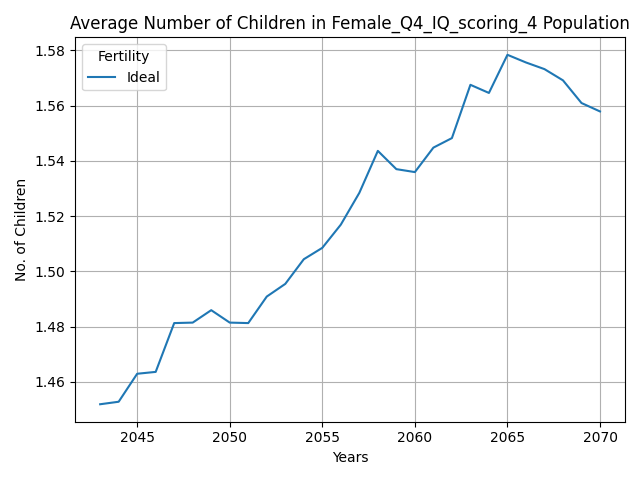 Average Number of Children in Female_Q4_IQ_scoring_4 Population
Fertility
Ideal
No. of Children
1.58
1.56
1.54
1.52
1.50
1.48
1.46
2045 2050 2055 2060 2065 2070
Years